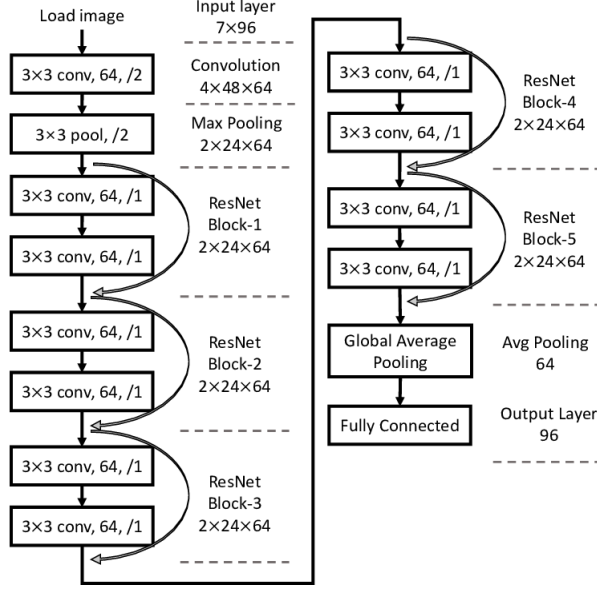 Load image
Input layer
7×96
3×3 conv, 64, /2
Convolution
4×48×64
3×3 pool, /2
Max Pooling
2×24×64
3×3 conv, 64, /1
3×3 conv, 64, /1
ResNet
Block-1
2×24×64
3×3 conv, 64, /1
3×3 conv, 64, /1
ResNet
Block-2
2×24×64
3×3 conv, 64, /1
3×3 conv, 64, /1
ResNet
Block-3
2×24×64
3×3 conv, 64, /1
3×3 conv, 64, /1
ResNet
Block-4
2×24×64
3×3 conv, 64, /1
3×3 conv, 64, /1
ResNet
Block-5
2×24×64
Global Average
Pooling
Avg Pooling
64
Fully Connected
Output Layer
96